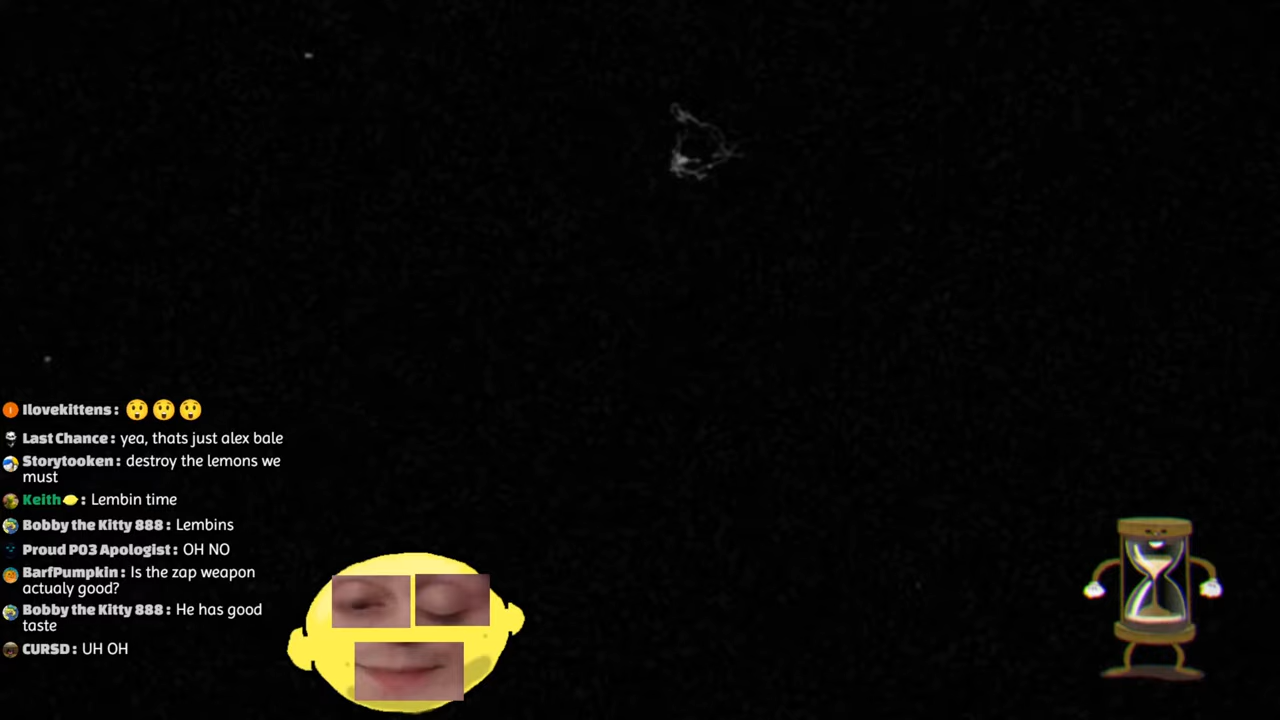 Ilovekittens : 😲😲😲
Last Chance : yea, thats just alex bale
Storytooken : destroy the lemons we
must
Keith🍋 : Lembin time
Bobby the Kitty 888 : Lembins
Proud P03 Apologist : OH NO
BarfPumpkin : Is the zap weapon
actualy good?
Bobby the Kitty 888 : He has good
taste
CURSD : UH OH